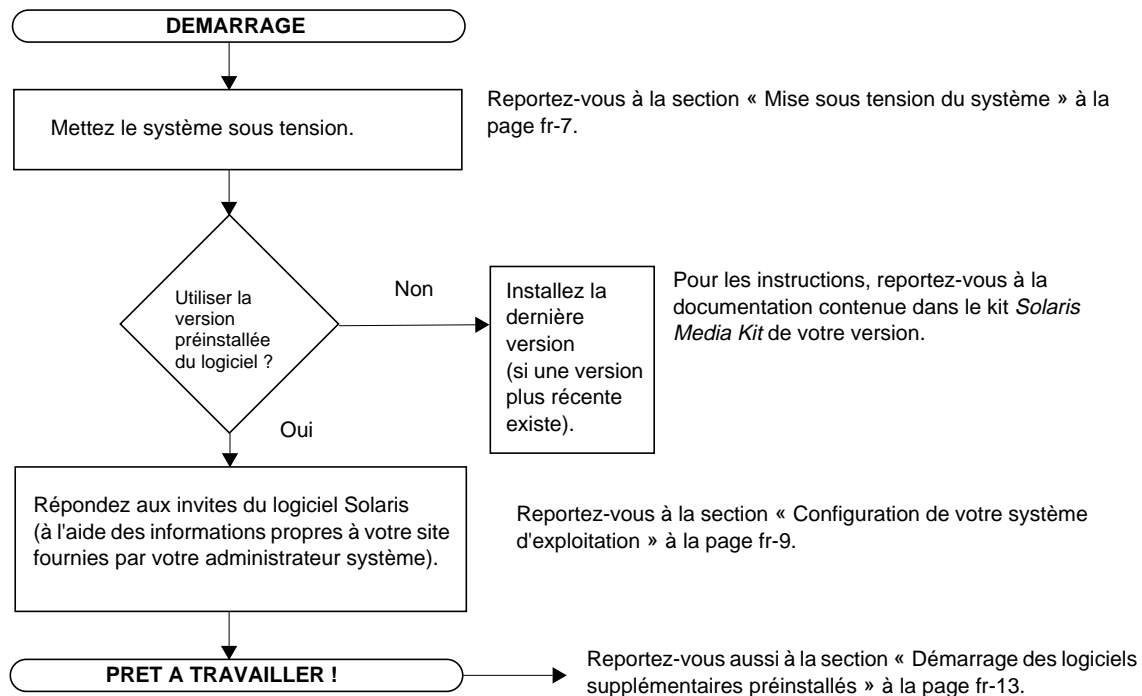 DEMARRAGE
Mettez le système sous tension.
Reportez-vous à la section « Mise sous tension du système » à la
page fr-7.
Utiliser la
version
préinstallée
du logiciel ?
Non
Installez la
dernière
version
(si une version
plus récente
existe).
Pour les instructions, reportez-vous à la
documentation contenue dans le kit Solaris
Media Kit de votre version.
Oui
Répondez aux invites du logiciel Solaris
(à l'aide des informations propres à votre site
fournies par votre administrateur système).
Reportez-vous à la section « Configuration de votre système
d'exploitation » à la page fr-9.
PRET A TRAVAILLER !
Reportez-vous aussi à la section « Démarrage des logiciels
supplémentaires préinstallés » à la page fr-13.